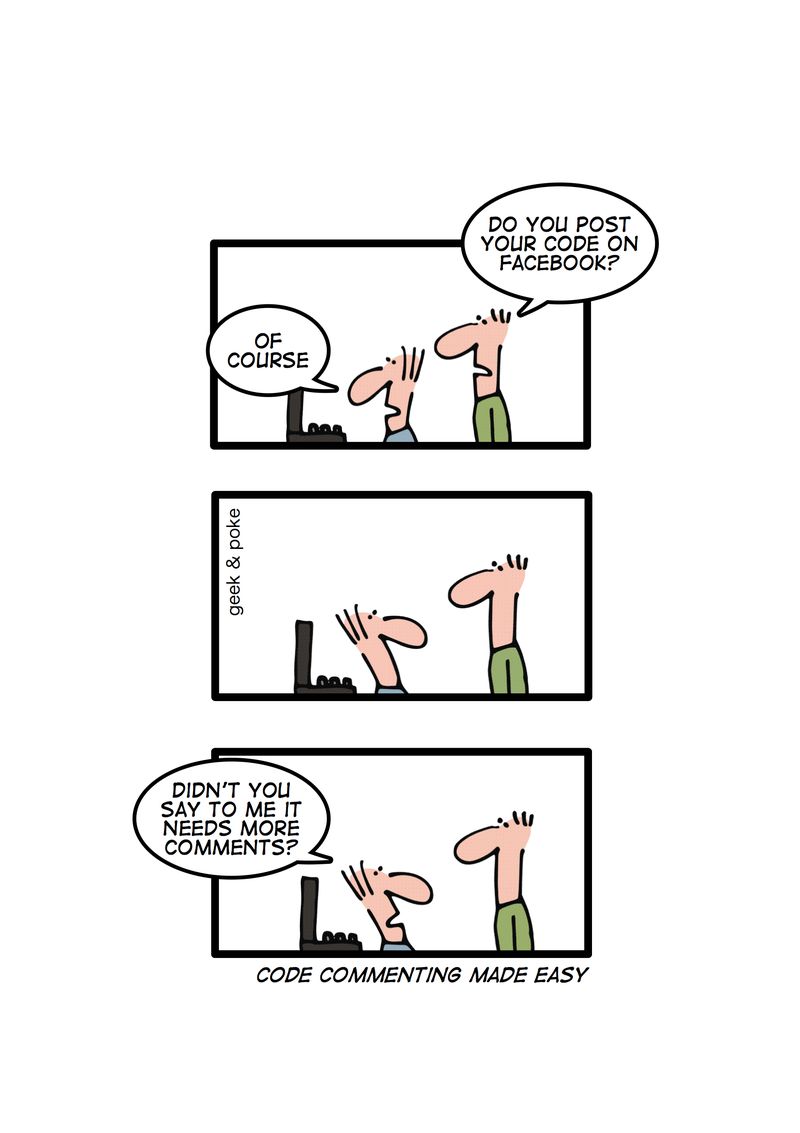 DO YOU POST
YOUR CODE ON
FACEBOOK?
OF
COURSE
geek & poke
DIDN'T YOU
SAY TO ME IT
NEEDS MORE
COMMENTS?
CODE COMMENTING MADE EASY